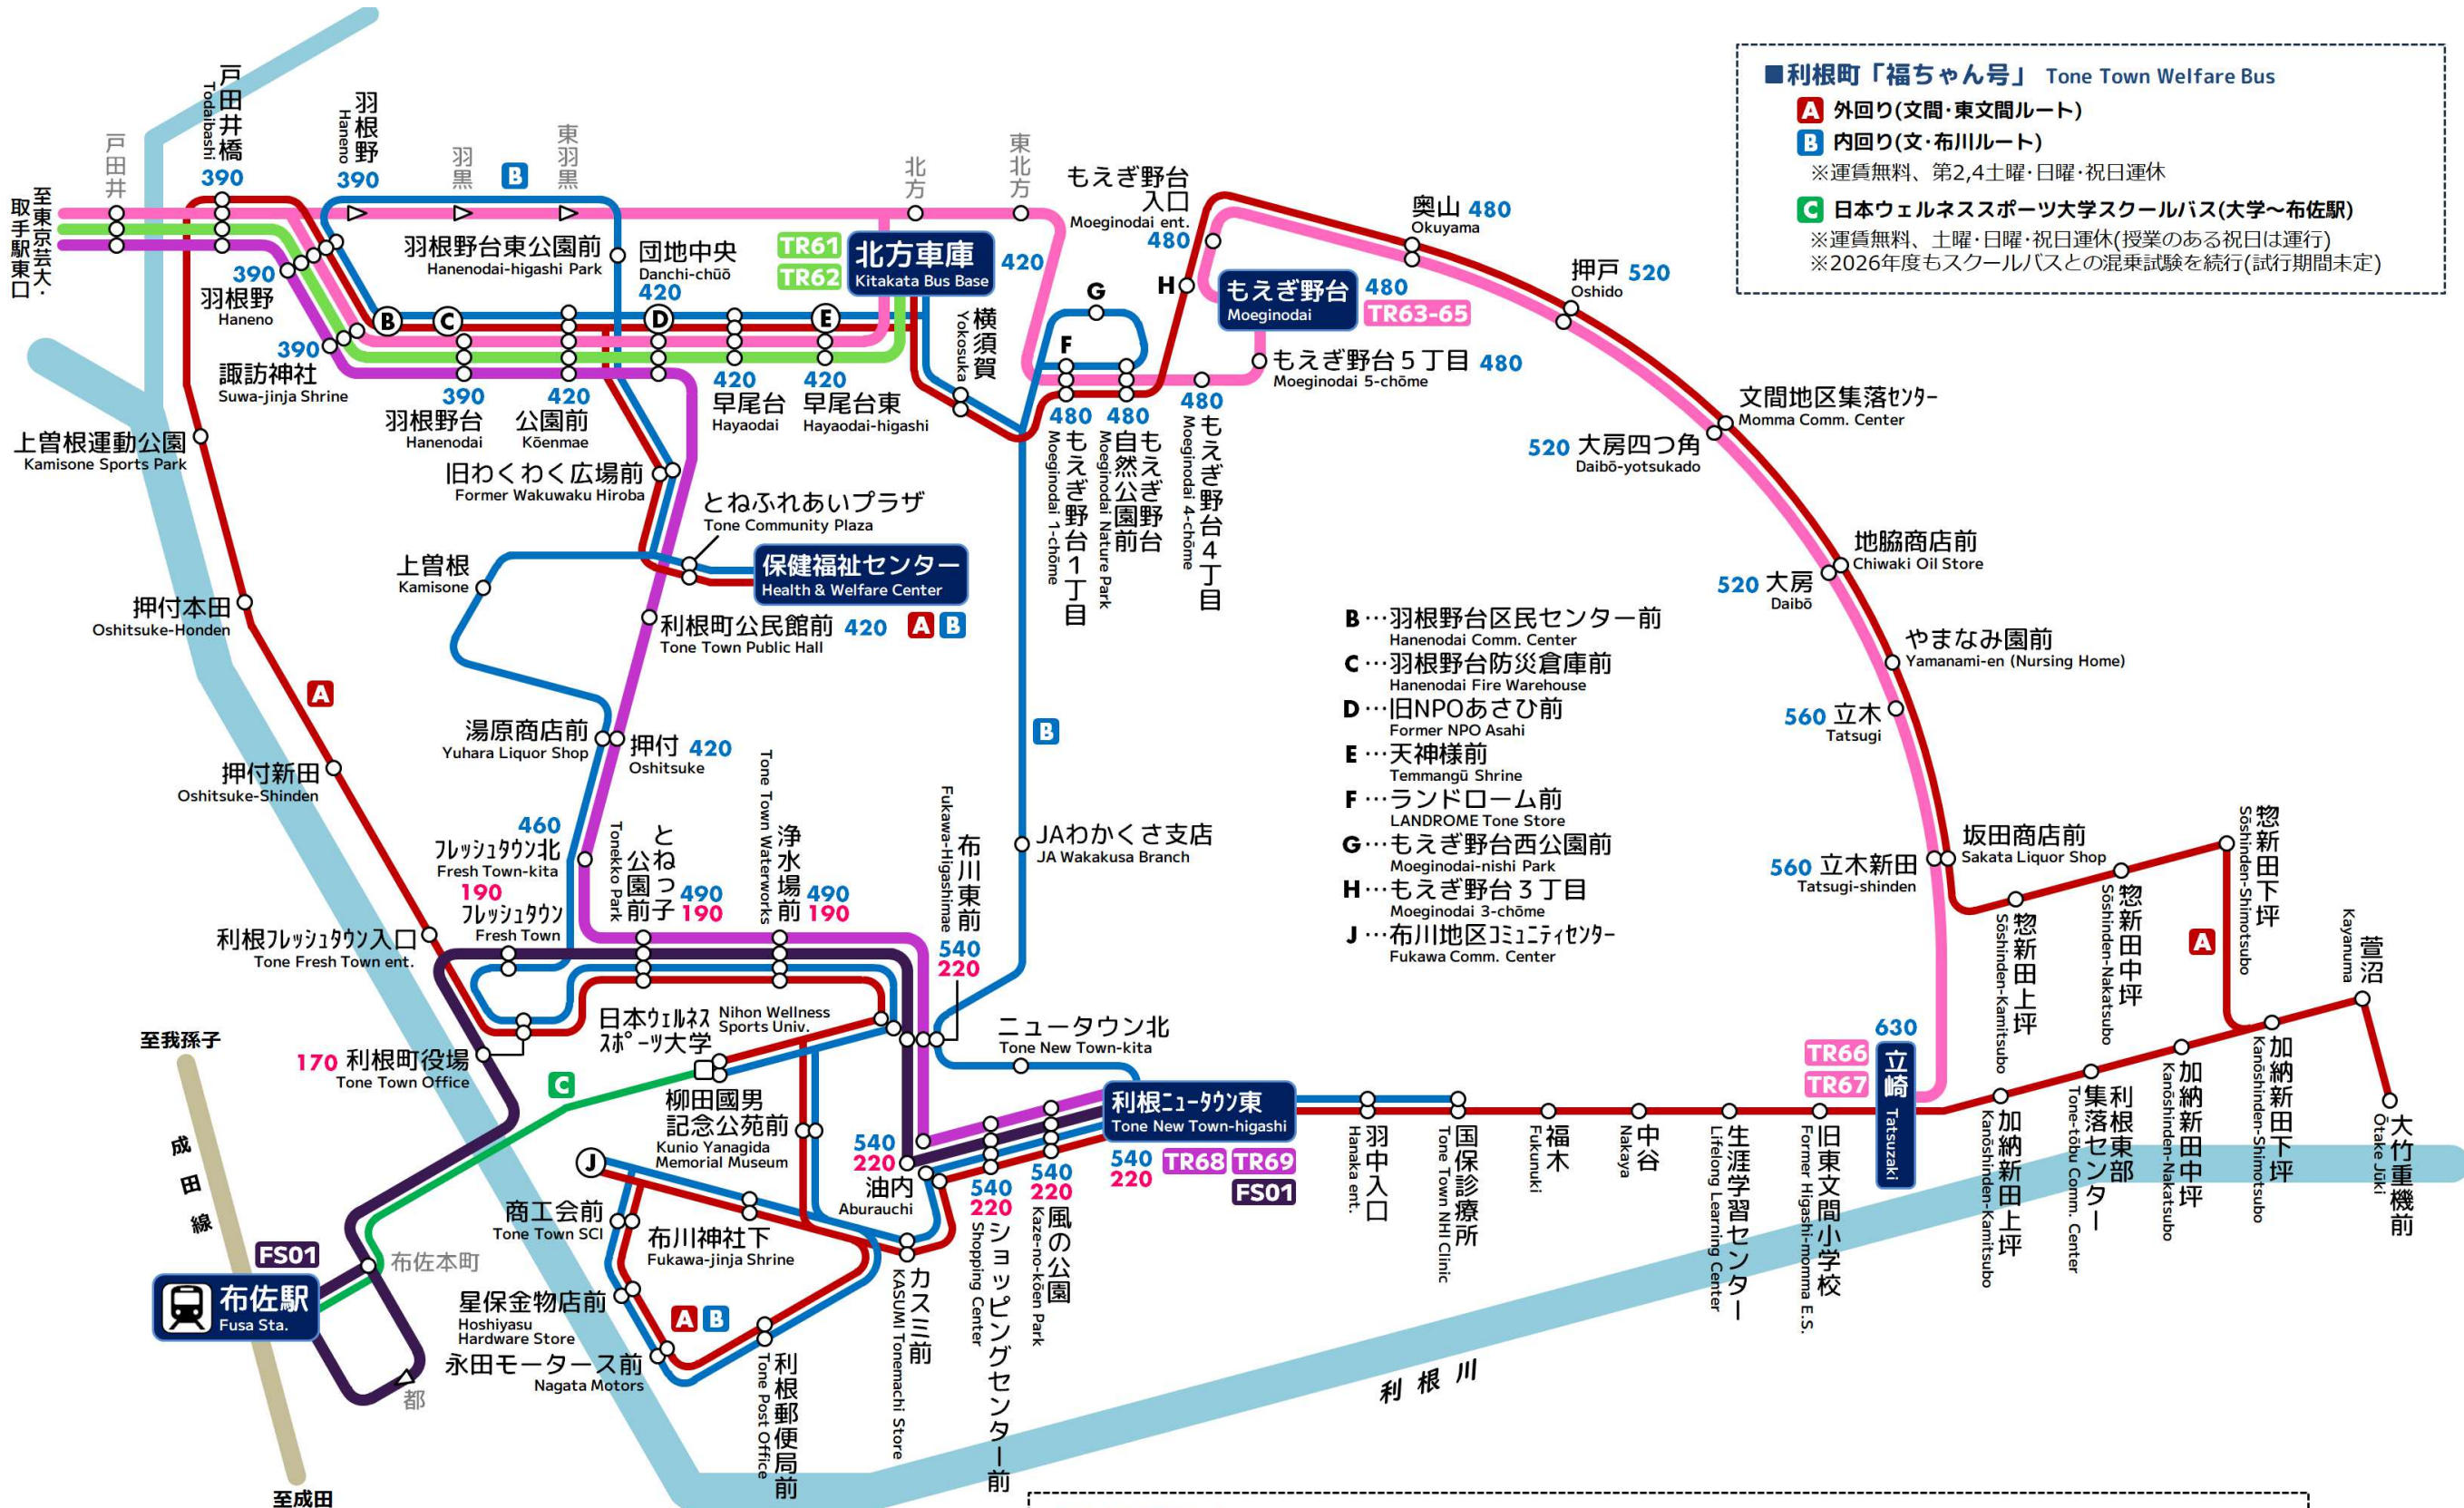 ■利根町「福ちゃん号」 Tone Town Welfare Bus
A 外回り(文間・東文間ルート)
B 内回り(文・布川ルート)
※運賃無料、第2,4土曜・日曜・祝日運休
C 日本ウェルネススポーツ大学スクールバス(大学～布佐駅)
※運賃無料、土曜・日曜・祝日運休(授業のある祝日は運行)
※2026年度もスクールバスとの混乗試験を続行(試行期間未定)
至東京芸大・
取手駅東口
戸田井
戸田井橋
Todaibashi
390
羽根野
Haneno
390
羽黒
B
東羽黒
北方
東北方
390
羽根野
Haneno
390
諏訪神社
Suwa-jinja Shrine
羽根野台東公園前
Hanenodai-higashi Park
団地中央
Danchi-chūō
420
TR61
TR62
北方車庫
Kitakata Bus Base
420
B
C
D
E
390
羽根野台
Hanenodai
420
公園前
Kōenmae
420
早尾台
Hayaodai
420
早尾台東
Hayaodai-higashi
横須賀
Yokosuka
もえぎ野台
入口
Moeginodai ent.
480
G
F
H
もえぎ野台
Moeginodai
480
TR63-65
もえぎ野台５丁目 480
Moeginodai 5-chōme
480
もえぎ野台１丁目
Moeginodai 1-chōme
480
もえぎ野台
自然公園前
Moeginodai Nature Park
480
もえぎ野台４丁目
Moeginodai 4-chōme
奥山 480
Okuyama
押戸 520
Oshido
文間地区集落ｾﾝﾀｰ
Momma Comm. Center
520 大房四つ角
Daibō-yotsukado
地脇商店前
Chiwaki Oil Store
520 大房
Daibō
やまなみ園前
Yamanami-en (Nursing Home)
560 立木
Tatsugi
坂田商店前
Sakata Liquor Shop
560 立木新田
Tatsugi-shinden
上曽根運動公園
Kamisone Sports Park
旧わくわく広場前
Former Wakuwaku Hiroba
とねふれあいプラザ
Tone Community Plaza
保健福祉センター
Health & Welfare Center
A B
上曽根
Kamisone
利根町公民館前 420
Tone Town Public Hall
押付本田
Oshitsuke-Honden
A
湯原商店前
Yuhara Liquor Shop
押付 420
Oshitsuke
押付新田
Oshitsuke-Shinden
B
JAわかくさ支店
JA Wakakusa Branch
B…羽根野台区民センター前
Hanenodai Comm. Center
C…羽根野台防災倉庫前
Hanenodai Fire Warehouse
D…旧NPOあさひ前
Former NPO Asahi
E…天神様前
Temmangū Shrine
F…ランドローム前
LANDROME Tone Store
G…もえぎ野台西公園前
Moeginodai-nishi Park
H…もえぎ野台３丁目
Moeginodai 3-chōme
J…布川地区ｺﾐｭﾆﾃｨｾﾝﾀｰ
Fukawa Comm. Center
460
ﾌﾚｯｼｭﾀｳﾝ北
Fresh Town-kita
190
ﾌﾚｯｼｭﾀｳﾝ
Fresh Town
とねっ子
公園前
Tonekko Park
490
190
浄水場前
Tone Town Waterworks
490
190
布川東前
Fukawa-Higashimae
540
220
利根ﾌﾚｯｼｭﾀｳﾝ入口
Tone Fresh Town ent.
170 利根町役場
Tone Town Office
日本ｳｪﾙﾈｽ
ｽﾎﾟｰﾂ大学
Nihon Wellness
Sports Univ.
C
ニュータウン北
Tone New Town-kita
利根ﾆｭｰﾀｳﾝ東
Tone New Town-higashi
540
220
TR68 TR69
FS01
柳田國男
記念公苑前
Kunio Yanagida
Memorial Museum
540
220
油内
Aburauchi
540
220
ショッピングセンター前
Shopping Center
540
220
風の公園
Kaze-no-kōen Park
J
商工会前
Tone Town SCI
布川神社下
Fukawa-jinja Shrine
カスミ前
KASUMI Tonemachi Store
星保金物店前
Hoshiyasu
Hardware Store
A B
永田モータース前
Nagata Motors
利根郵便局前
Tone Post Office
至我孫子
成田線
至成田
FS01
布佐駅
Fusa Sta.
布佐本町
都
羽中入口
Hanaka ent.
国保診療所
Tone Town NHI Clinic
福木
Fukunuki
中谷
Nakaya
生涯学習センター
Lifelong Learning Center
旧東文間小学校
Former Higashi-momma E.S.
630
TR66
TR67
立崎
Tatsuzaki
惣新田上坪
Sōshinden-Kamitsubo
惣新田中坪
Sōshinden-Nakatsubo
惣新田下坪
Sōshinden-Shimotsubo
A
加納新田上坪
Kanōshinden-Kamitsubo
利根東部
集落センター
Tone-tōbu Comm. Center
加納新田中坪
Kanōshinden-Nakatsubo
加納新田下坪
Kanōshinden-Shimotsubo
萱沼
Kayanuma
大竹重機前
Ōtake Jūki
利根川